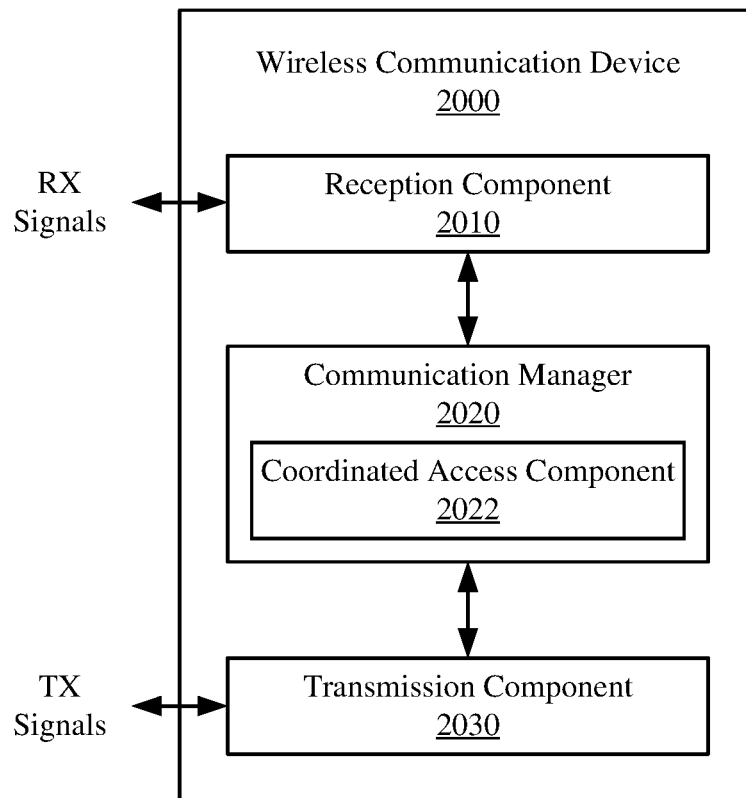 Wireless Communication Device
2000
RX
Signals
Reception Component
2010
Communication Manager
2020
Coordinated Access Component
2022
TX
Signals
Transmission Component
2030